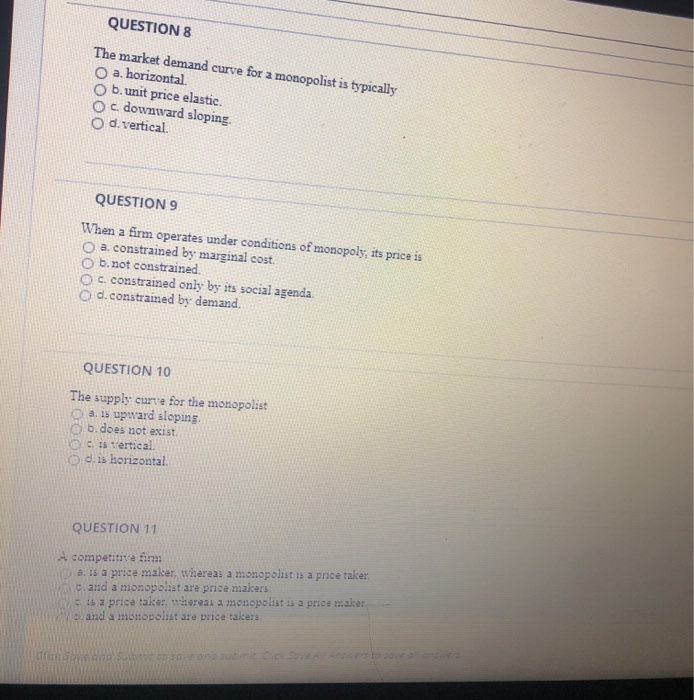 QUESTION 8
The market demand curve for a monopolist is typically
a. horizontal.
b. unit price elastic.
c. downward sloping.
d. vertical.
QUESTION 9
When a firm operates under conditions of monopoly, its price is
a. constrained by marginal cost.
b. not constrained.
c. constrained only by its social agenda.
d. constrained by demand.
QUESTION 10
The supply curve for the monopolist
a. is upward sloping.
b. does not exist.
c. is vertical.
d. is horizontal.
QUESTION 11
A competitive firm
a. is a price maker, whereas a monopolist is a price taker.
b. and a monopolist are price makers.
c. is a price taker, whereas a monopolist is a price maker.
d. and a monopolist are price takers.
Click Save and Submit to save and submit. Click Save All Answers to save all answers.